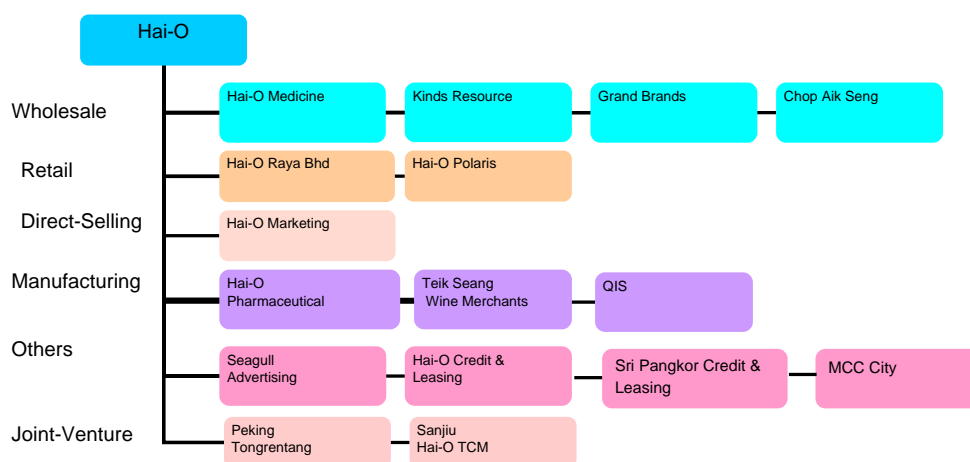 Hai-O
Wholesale
Hai-O Medicine
Kinds Resource
Grand Brands
Chop Aik Seng
Retail
Hai-O Raya Bhd
Hai-O Polaris
Direct-Selling
Hai-O Marketing
Manufacturing
Hai-O
Pharmaceutical
Teik Seang
Wine Merchants
QIS
Others
Seagull
Advertising
Hai-O Credit &
Leasing
Sri Pangkor Credit &
Leasing
MCC City
Joint-Venture
Peking
Tongrentang
Sanjiu
Hai-O TCM